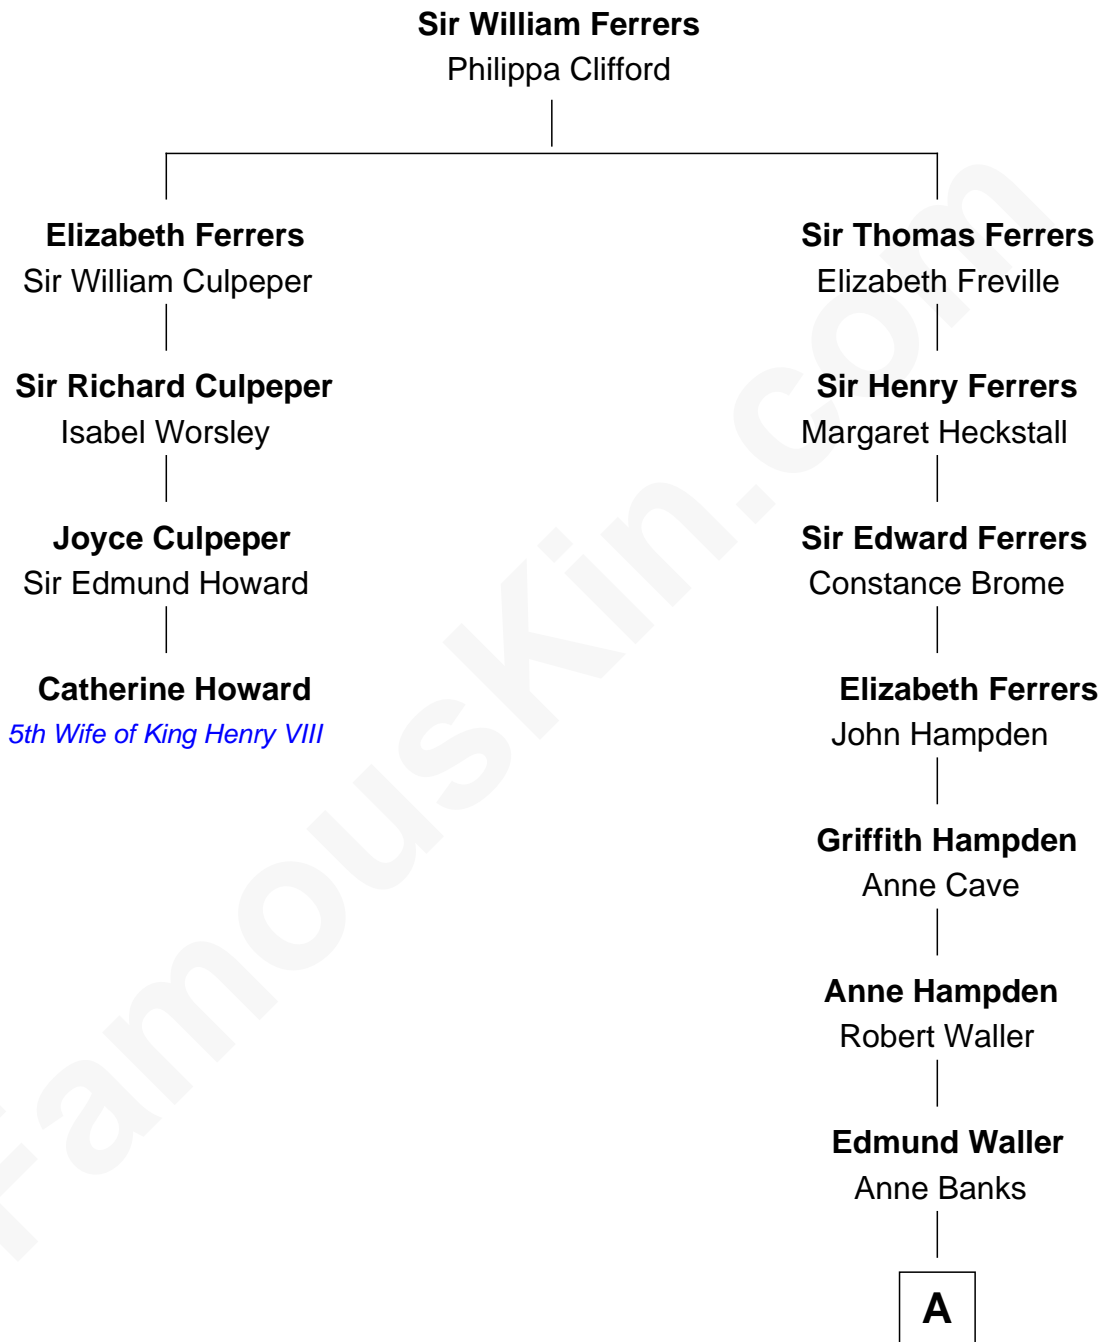 Sir William Ferrers
Philippa Clifford
Elizabeth Ferrers
Sir William Culpeper
Sir Thomas Ferrers
Elizabeth Freville
Sir Richard Culpeper
Isabel Worsley
Sir Henry Ferrers
Margaret Heckstall
Joyce Culpeper
Sir Edmund Howard
Sir Edward Ferrers
Constance Brome
Catherine Howard
5th Wife of King Henry VIII
Elizabeth Ferrers
John Hampden
Griffith Hampden
Anne Cave
Anne Hampden
Robert Waller
Edmund Waller
Anne Banks
A
FamousKin.com